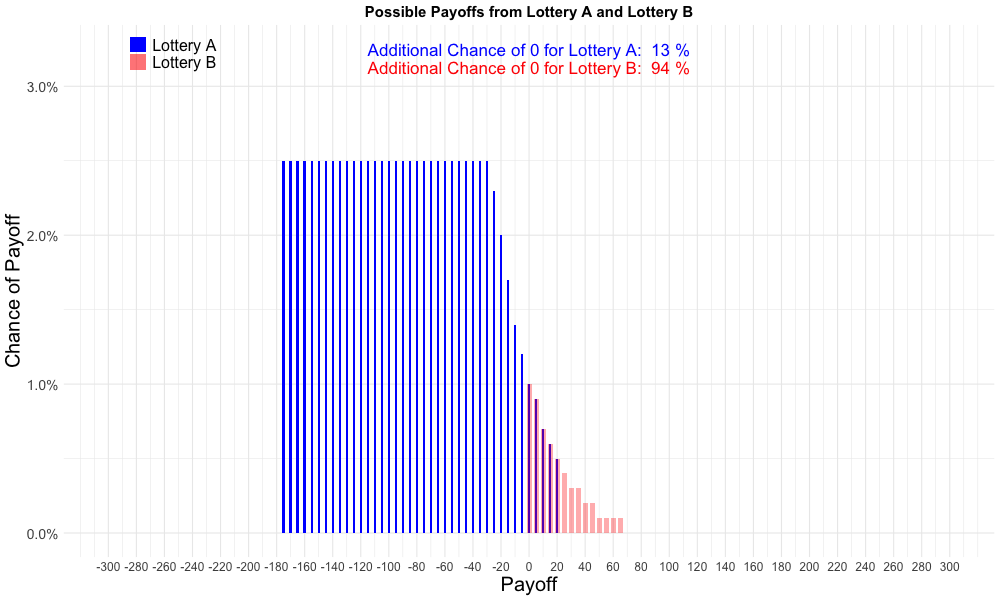 Possible Payoffs from Lottery A and Lottery B
Lottery A
Lottery B
Additional Chance of 0 for Lottery A:  13 %
Additional Chance of 0 for Lottery B:  94 %
Chance of Payoff
3.0%
2.0%
1.0%
0.0%
-300 -280 -260 -240 -220 -200 -180 -160 -140 -120 -100 -80 -60 -40 -20 0 20 40 60 80 100 120 140 160 180 200 220 240 260 280 300
Payoff